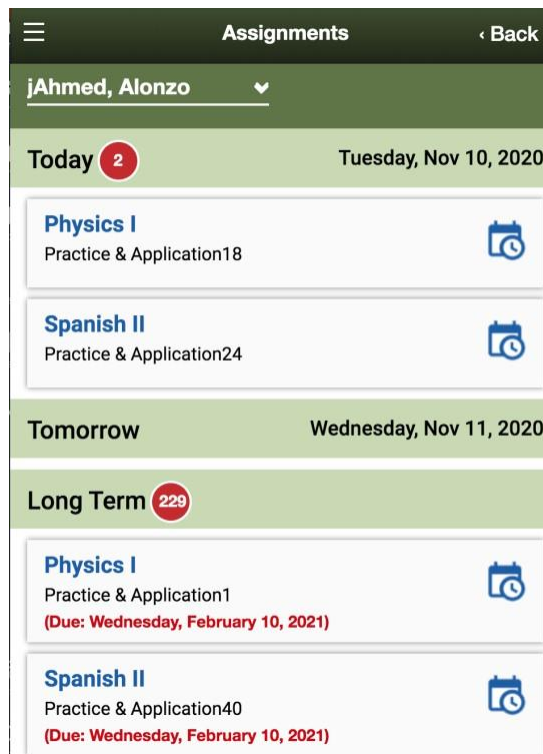 Assignments
‹ Back
jAhmed, Alonzo
Today 2
Tuesday, Nov 10, 2020
Physics I
Practice & Application18
Spanish II
Practice & Application24
Tomorrow
Wednesday, Nov 11, 2020
Long Term 229
Physics I
Practice & Application1
(Due: Wednesday, February 10, 2021)
Spanish II
Practice & Application40
(Due: Wednesday, February 10, 2021)